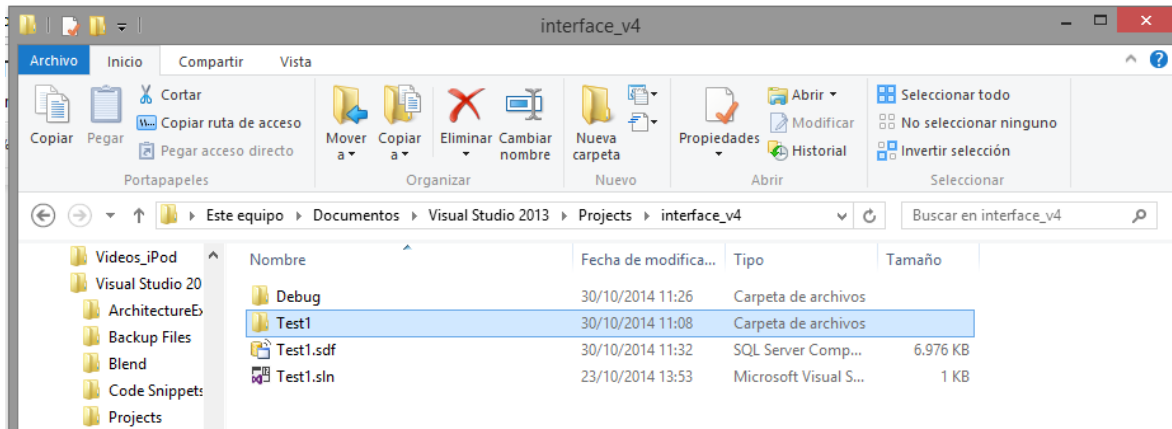 interface_v4
Archivo Inicio Compartir Vista
Copiar
Pegar
Cortar
Copiar ruta de acceso
Pegar acceso directo
Portapapeles
Mover a
Copiar a
Eliminar
Cambiar nombre
Organizar
Nueva carpeta
Nuevo
Propiedades
Abrir
Modificar
Historial
Abrir
Seleccionar todo
No seleccionar ninguno
Invertir selección
Seleccionar
Este equipo Documentos Visual Studio 2013 Projects interface_v4
Buscar en interface_v4
Videos_iPod
Visual Studio 20
ArchitectureEx
Backup Files
Blend
Code Snippets
Projects
Nombre Fecha de modifica... Tipo Tamaño
Debug 30/10/2014 11:26 Carpeta de archivos
Test1 30/10/2014 11:08 Carpeta de archivos
Test1.sdf 30/10/2014 11:32 SQL Server Comp... 6.976 KB
Test1.sln 23/10/2014 13:53 Microsoft Visual S... 1 KB